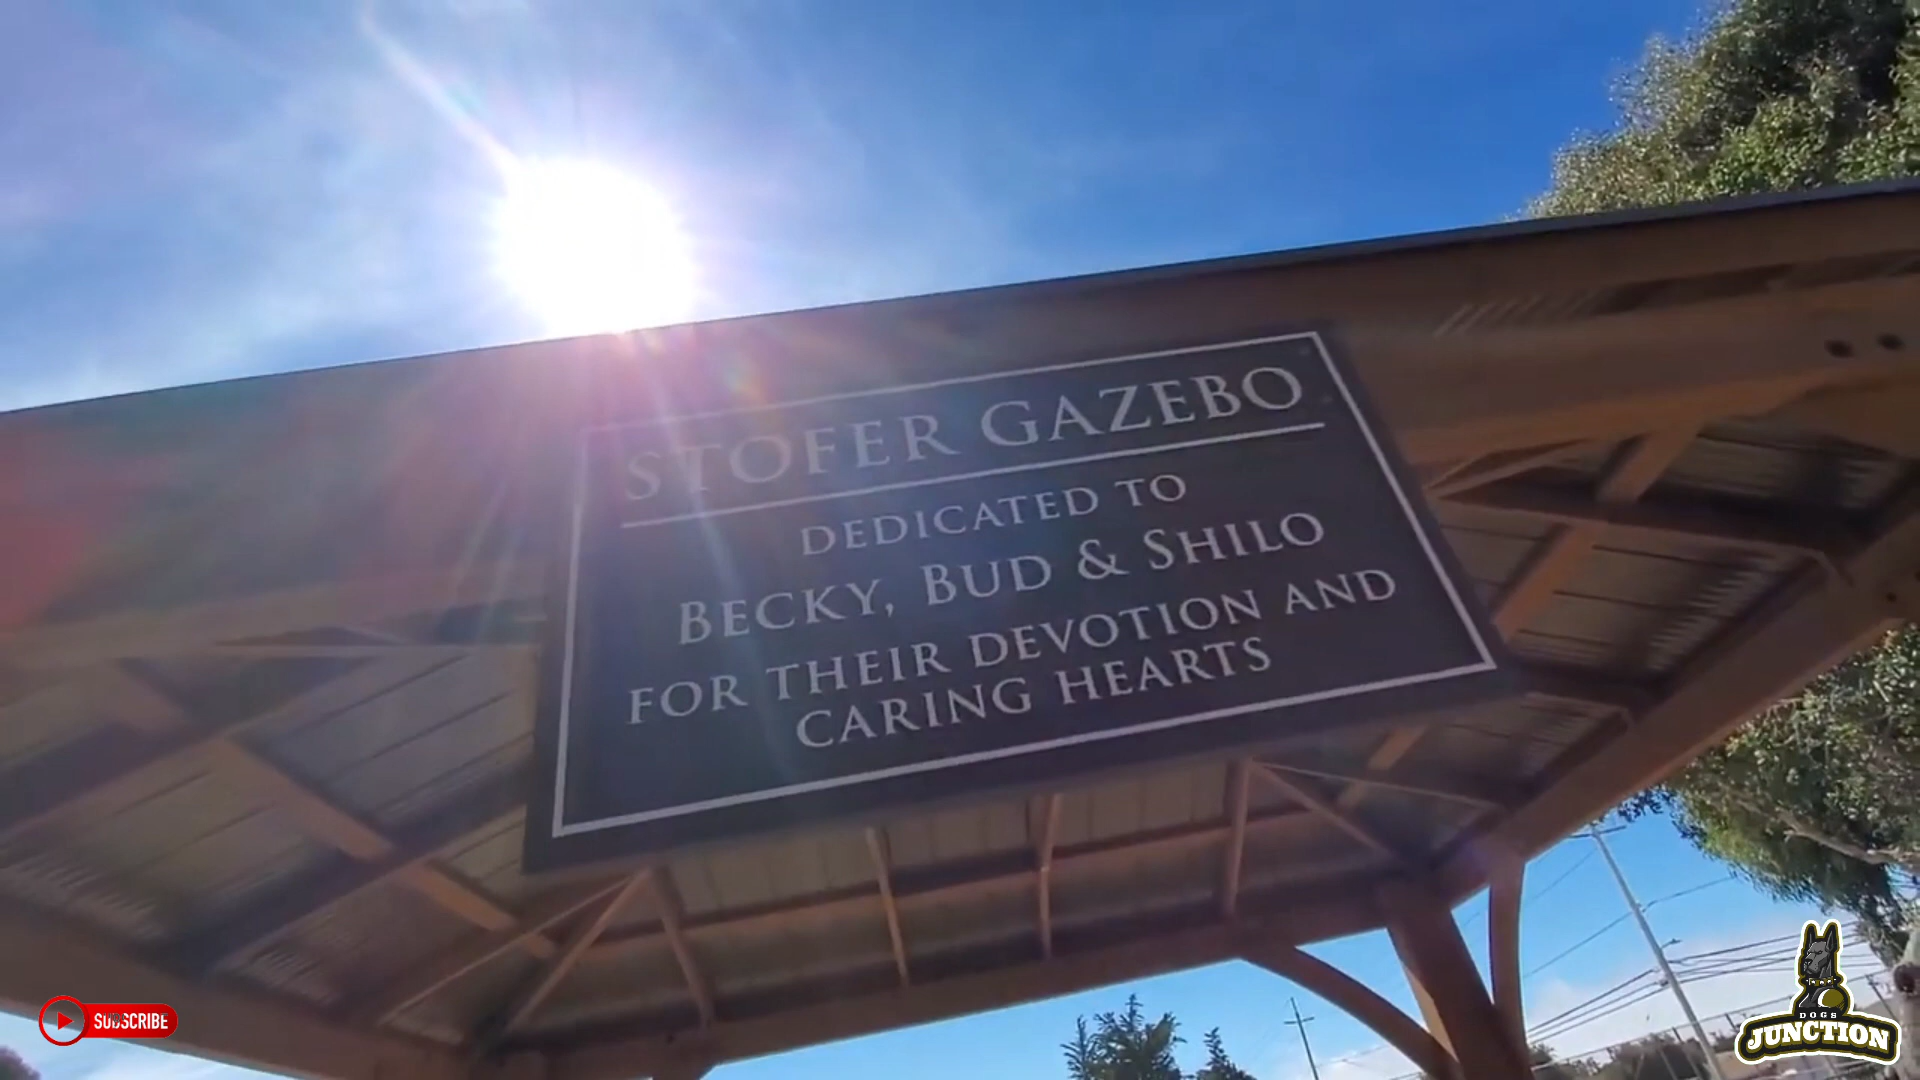 STOFER GAZEBO
DEDICATED TO
BECKY, BUD & SHILO
FOR THEIR DEVOTION AND
CARING HEARTS
SUBSCRIBE
DOGS
JUNCTION